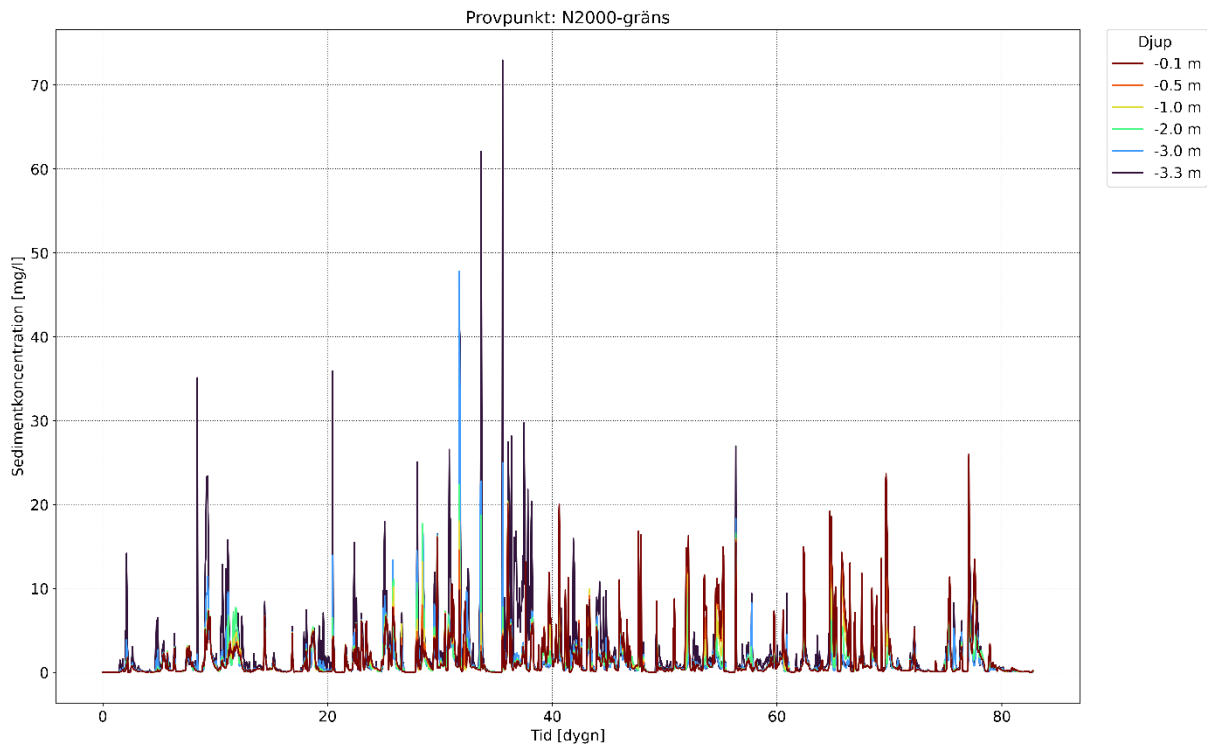 Provpunkt: N2000-gräns
Djup
-0.1 m
-0.5 m
-1.0 m
-2.0 m
-3.0 m
-3.3 m
Sedimentkoncentration [mg/l]
70
60
50
40
30
20
10
0
0 20 40 60 80
Tid [dygn]